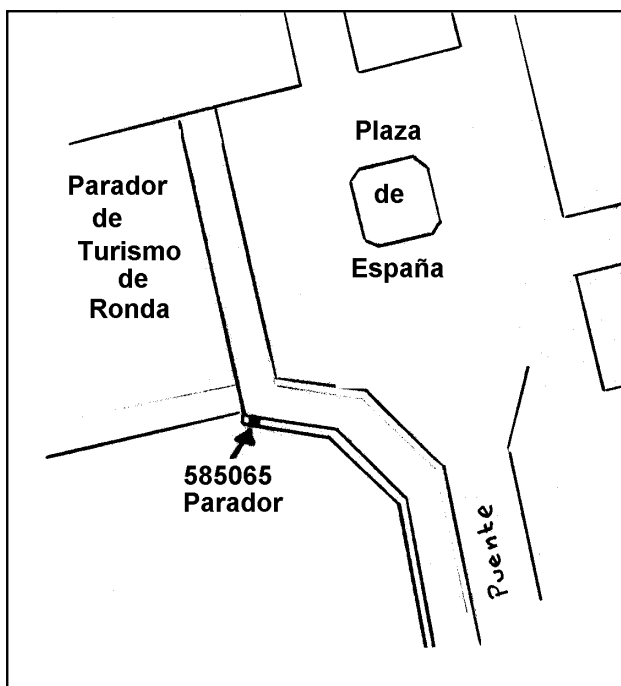 Plaza
de
España
Parador
de
Turismo
de
Ronda
585065
Parador
Puente